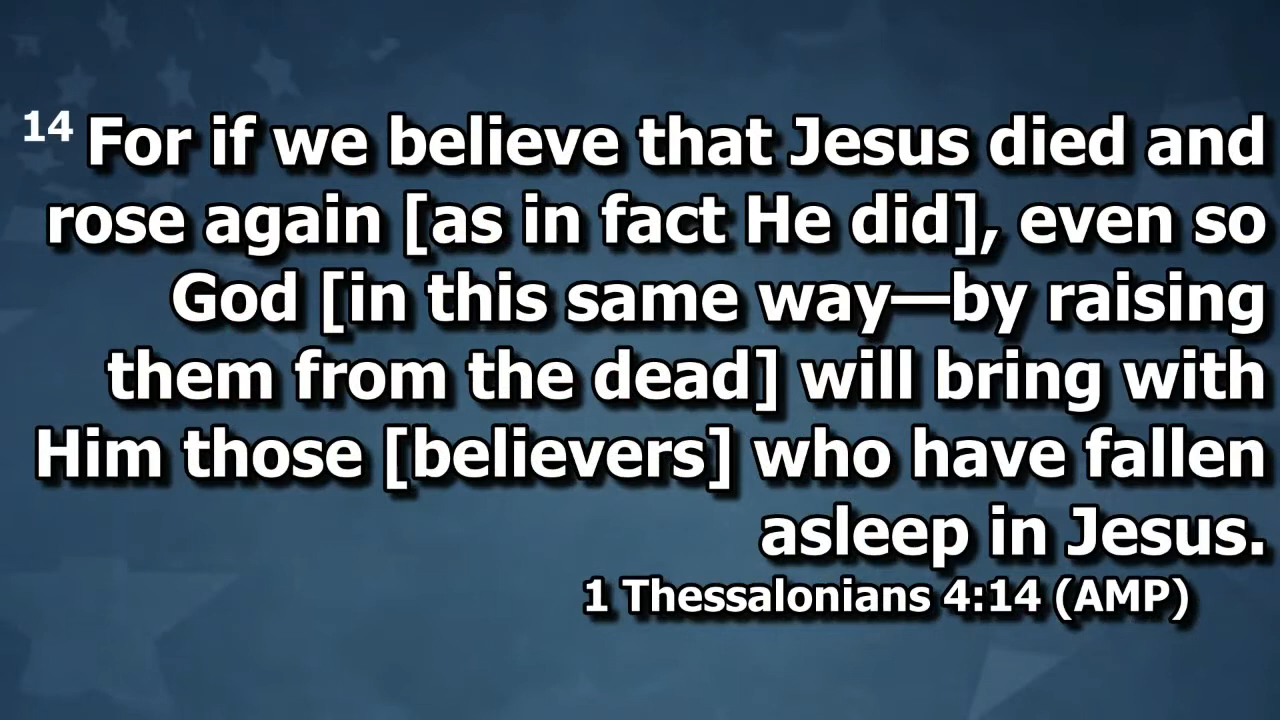 14 For if we believe that Jesus died and
rose again [as in fact He did], even so
God [in this same way—by raising
them from the dead] will bring with
Him those [believers] who have fallen
asleep in Jesus.
1 Thessalonians 4:14 (AMP)